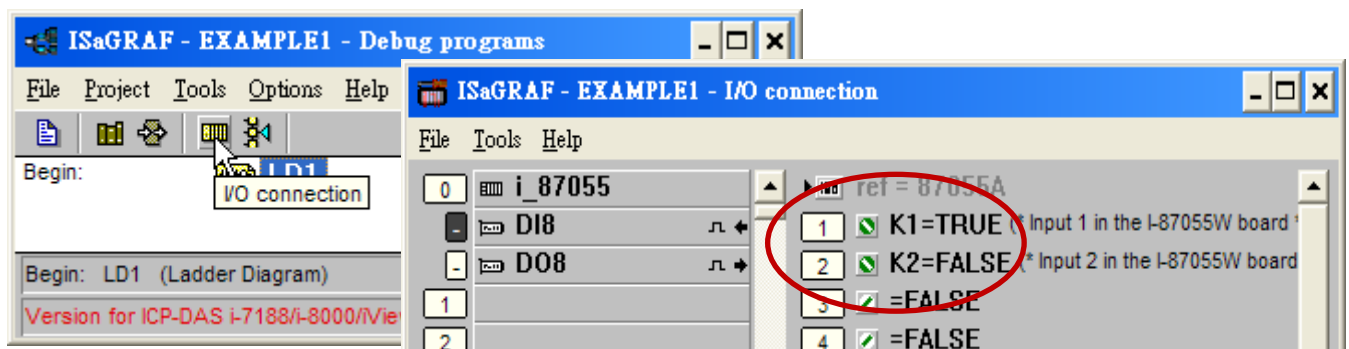 ISaGRAF - EXAMPLE1 - Debug programs
File Project Tools Options Help
Begin:
LD1
I/O connection
Begin: LD1 (Ladder Diagram)
Version for ICP-DAS i-7188/i-8000/iVie
ISaGRAF - EXAMPLE1 - I/O connection
File Tools Help
0 i_87055
DI8
- DO8
1
2
ref = 87055A
1 K1=TRUE (* Input 1 in the I-87055W board *
2 K2=FALSE (* Input 2 in the I-87055W board
3 =FALSE
4 =FALSE